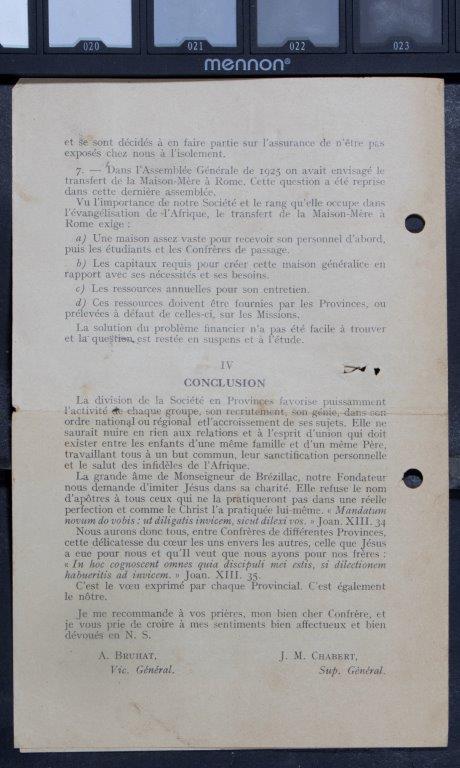 020 021 022 023
mennon®
et se sont décidés à en faire partie sur l'assurance de n'être pas
exposés chez nous à l'isolement.
7. — Dans l'Assemblée Générale de 1925 on avait envisagé le
transfert de la Maison-Mère à Rome. Cette question a été reprise
dans cette dernière assemblée.
Vu l'importance de notre Société et le rang qu'elle occupe dans
l'évangélisation de l'Afrique, le transfert de la Maison-Mère à
Rome exige :
a) Une maison assez vaste pour recevoir son personnel d'abord,
puis les étudiants et les Confrères de passage.
b) Les capitaux requis pour créer cette maison généralice en
rapport avec ses nécessités et ses besoins.
c) Les ressources annuelles pour son entretien.
d) Ces ressources doivent être fournies par les Provinces, ou
prélevées à défaut de celles-ci, sur les Missions.
La solution du problème financier n'a pas été facile à trouver
et la question est restée en suspens et à l'étude.
IV
CONCLUSION
La division de la Société en Provinces favorise puissamment
l'activité de chaque groupe, son recrutement, son génie, dans son
ordre national ou régional etl'accroissement de ses sujets. Elle ne
saurait nuire en rien aux relations et à l'esprit d'union qui doit
exister entre les enfants d'une même famille et d'un même Père,
travaillant tous à un but commun, leur sanctification personnelle
et le salut des infidèles de l'Afrique.
La grande âme de Monseigneur de Brézillac, notre Fondateur
nous demande d'imiter Jésus dans sa charité. Elle refuse le nom
d'apôtres à tous ceux qui ne la pratiqueront pas dans une réelle
perfection et comme le Christ l'a pratiquée lui-même. « Mandatum
novum do vobis : ut diligatis invicem, sicut dilexi vos. » Joan. XIII. 34
Nous aurons donc tous, entre Confrères de différentes Provinces,
cette délicatesse du cœur les uns envers les autres, celle que Jésus
a eue pour nous et qu'Il veut que nous ayons pour nos frères :
« In hoc cognoscent omnes quia discipuli mei estis, si dilectionem
habueritis ad invicem. » Joan. XIII. 35.
C'est le vœu exprimé par chaque Provincial. C'est également
le nôtre.
Je me recommande à vos prières, mon bien cher Confrère, et
je vous prie de croire à mes sentiments bien affectueux et bien
dévoués en N. S.
A. BRUHAT, J. M. CHABERT,
Vic. Général. Sup. Général.